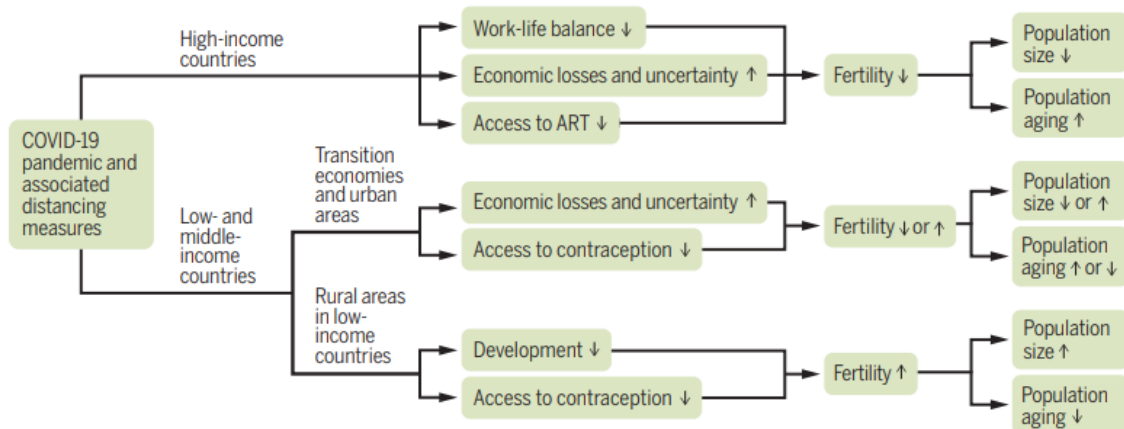 High-income
countries
Work-life balance ↓
Economic losses and uncertainty ↑
Access to ART ↓
Fertility ↓
Population
size ↓
Population
aging ↑
COVID-19
pandemic and
associated
distancing
measures
Low- and
middle-
income
countries
Transition
economies
and urban
areas
Economic losses and uncertainty ↑
Access to contraception ↓
Fertility ↓ or ↑
Population
size ↓ or ↑
Population
aging ↑ or ↓
Rural areas
in low-
income
countries
Development ↓
Access to contraception ↓
Fertility ↑
Population
size ↑
Population
aging ↓